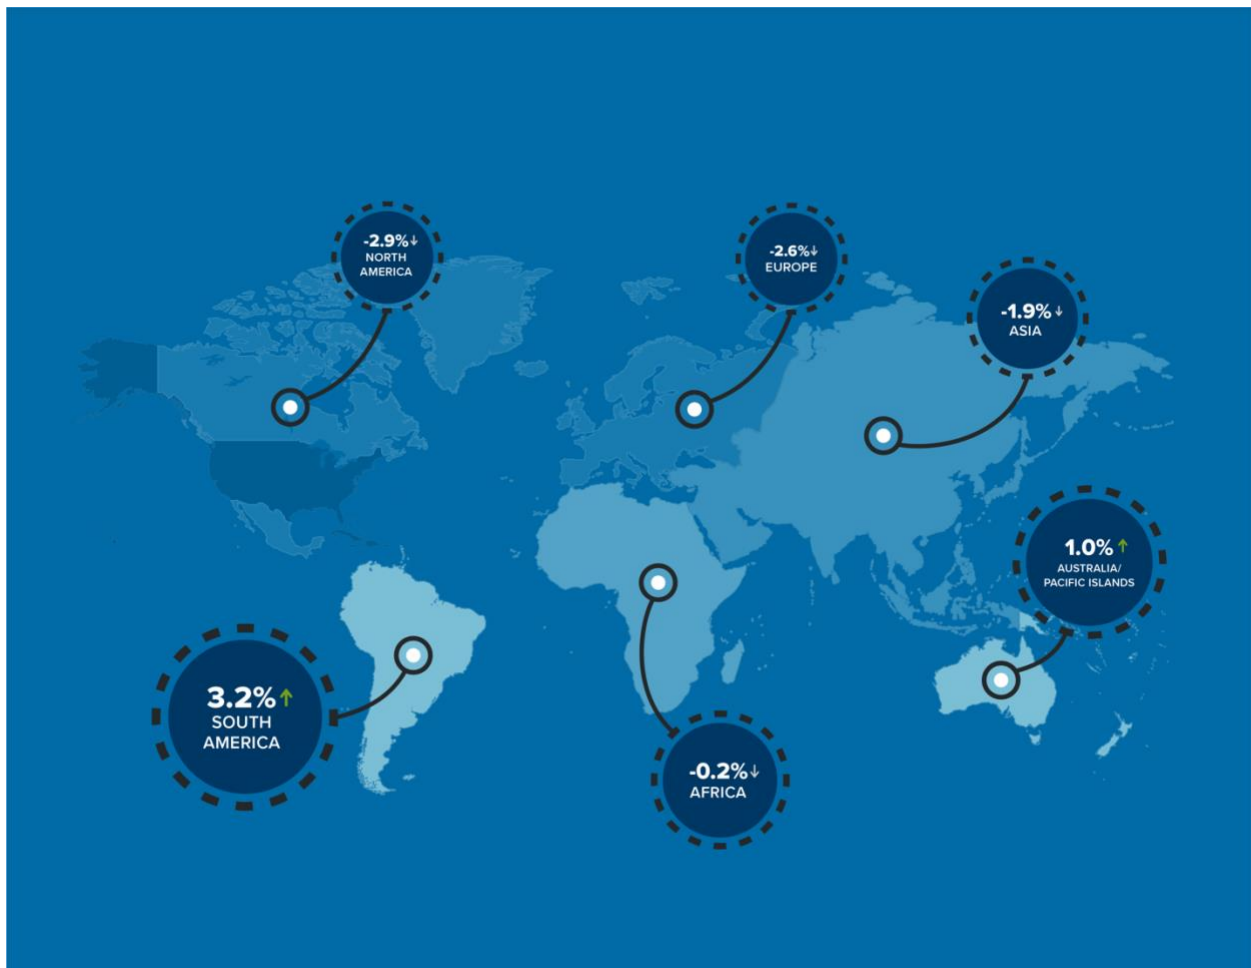 -2.9%↓
NORTH
AMERICA
-2.6%↓
EUROPE
-1.9%↓
ASIA
1.0%↑
AUSTRALIA/
PACIFIC ISLANDS
3.2%↑
SOUTH
AMERICA
-0.2%↓
AFRICA